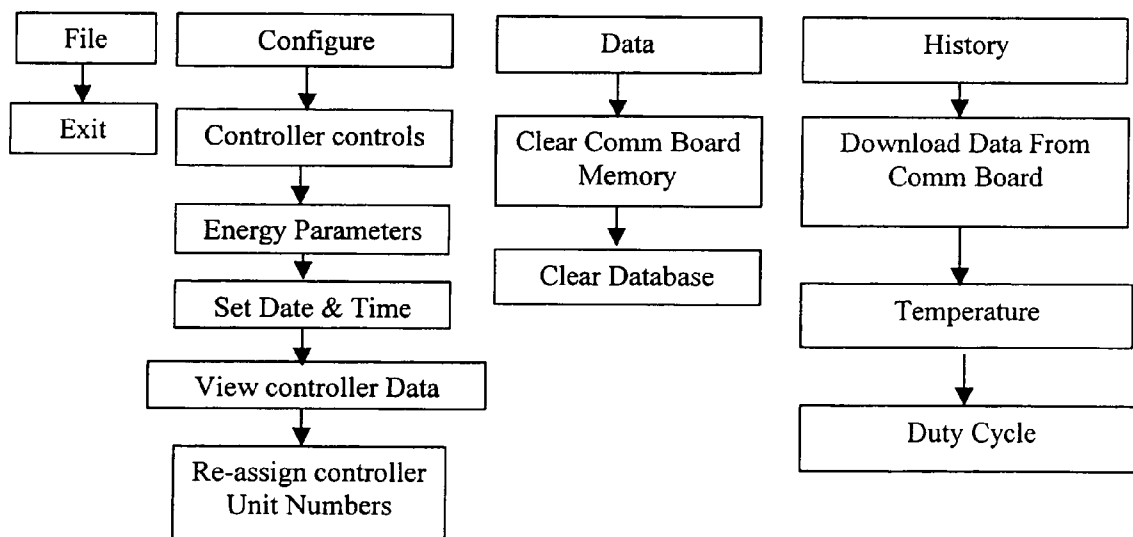 File
Exit
Configure
Controller controls
Energy Parameters
Set Date & Time
View controller Data
Re-assign controller
Unit Numbers
Data
Clear Comm Board
Memory
Clear Database
History
Download Data From
Comm Board
Temperature
Duty Cycle